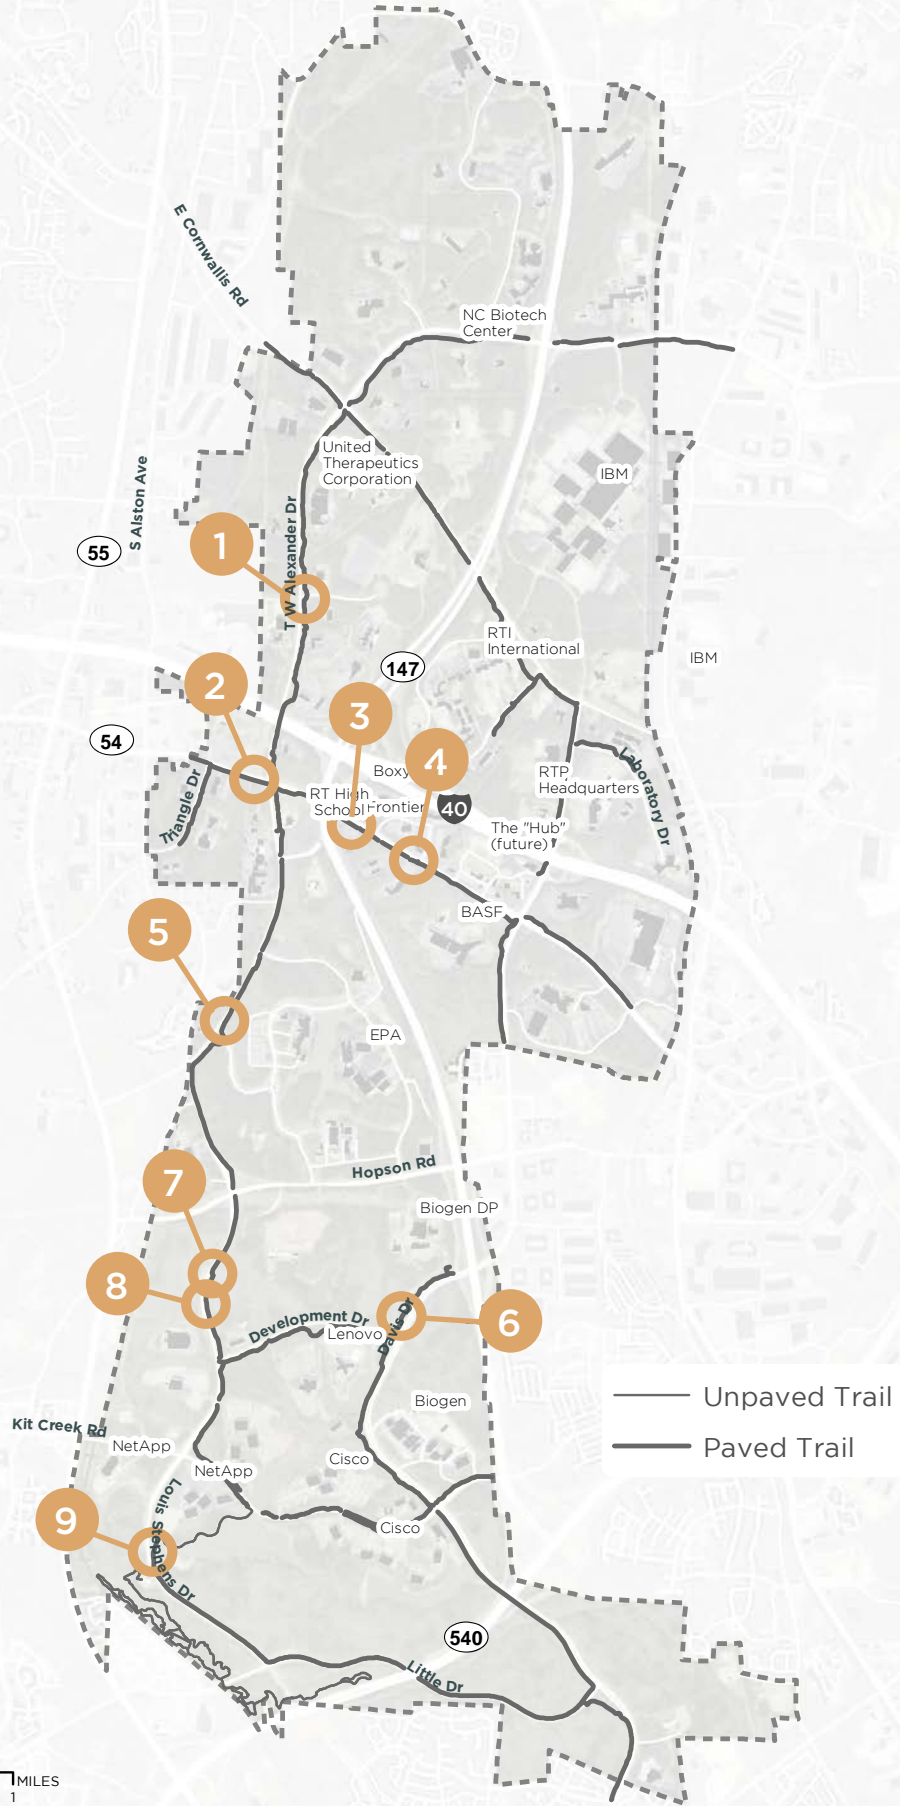 E Cornwallis Rd
NC Biotech
Center
United
Therapeutics
Corporation
IBM
S Alston Ave
T W Alexander Dr
55
1
RTI
International
IBM
147
2
3
54
4
Boxy
RT High
School
Frontier
40
RTP
Headquarters
Laboratory Dr
Triangle Dr
The "Hub"
(future)
BASF
5
EPA
Hopson Rd
7
Biogen DP
8
Development Dr
Lenovo
Davis Dr
6
Unpaved Trail
Paved Trail
Biogen
Kit Creek Rd
NetApp
NetApp
Cisco
Louis Stephens Dr
9
Cisco
540
Little Dr
MILES
1